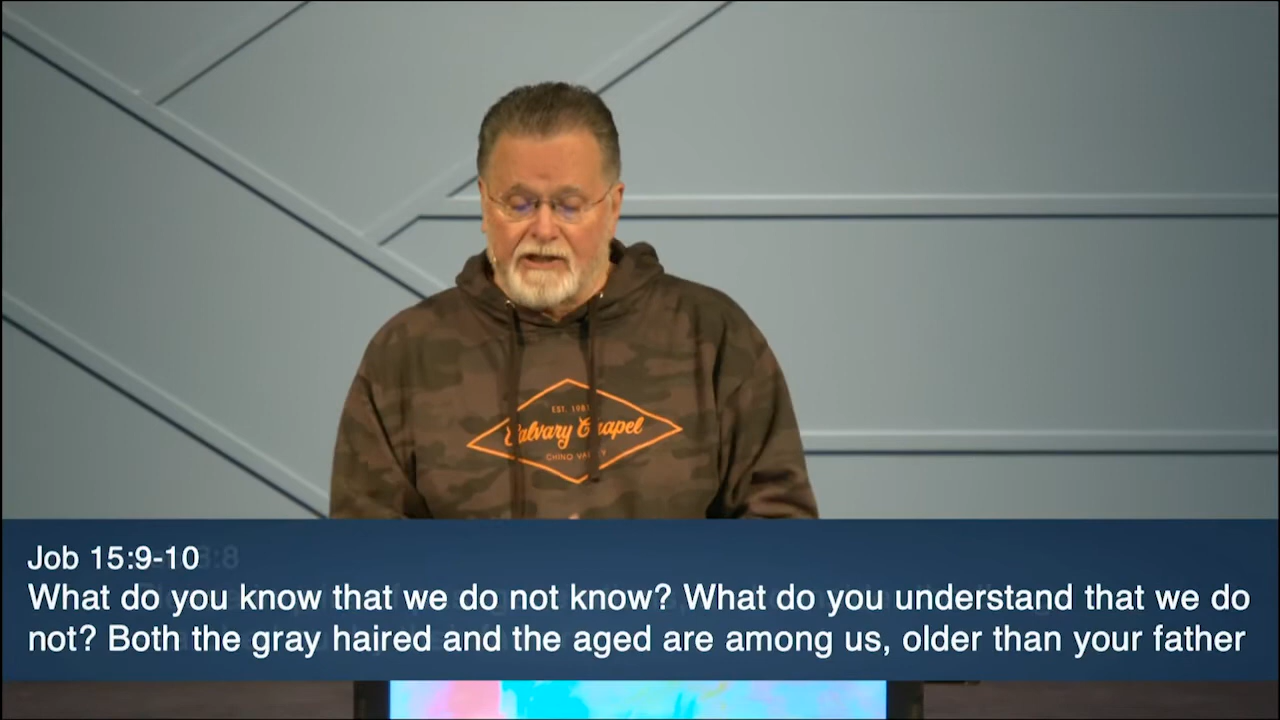 EST. 1981
Calvary Chapel
CHINO VALLEY
Job 15:9-10
What do you know that we do not know? What do you understand that we do
not? Both the gray haired and the aged are among us, older than your father